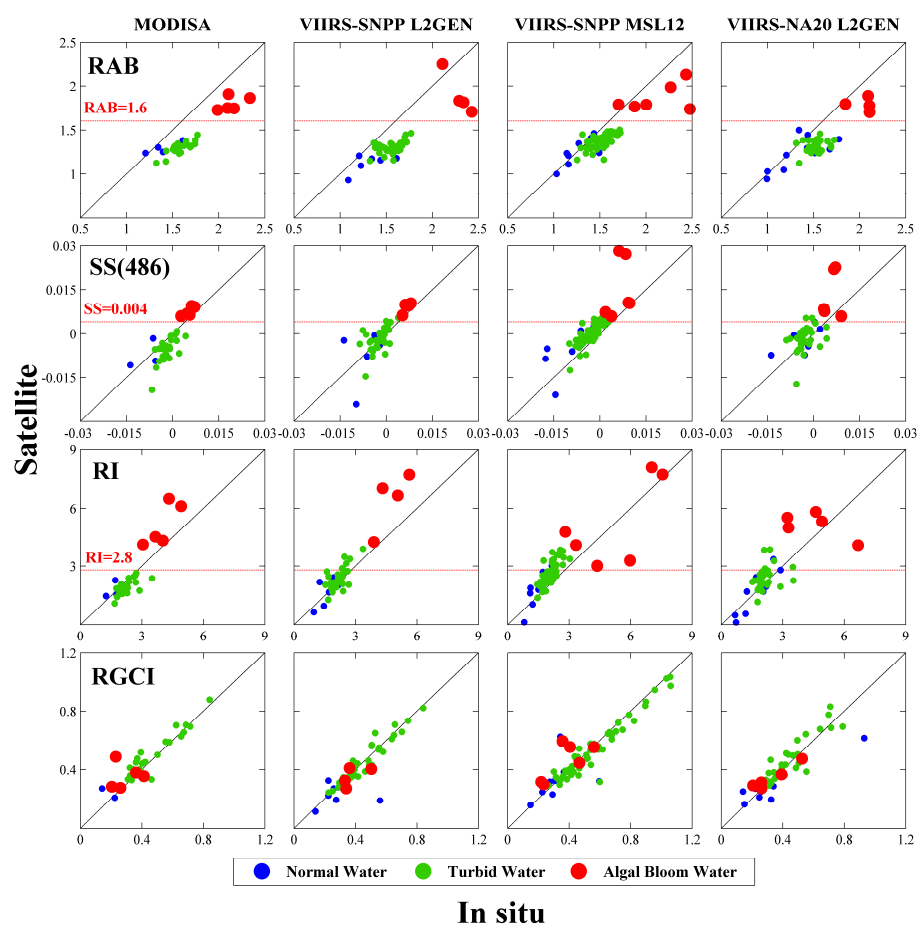 MODISA VIIRS-SNPP L2GEN VIIRS-SNPP MSL12 VIIRS-NA20 L2GEN
2.5
2
1.5
1
RAB
RAB=1.6
0.5 1 1.5 2 2.5 0.5 1 1.5 2 2.5 0.5 1 1.5 2 2.5 0.5 1 1.5 2 2.5
0.03
0.015
0
-0.015
SS(486)
SS=0.004
-0.03 -0.015 0 0.015 0.03 -0.03 -0.015 0 0.015 0.03 -0.03 -0.015 0 0.015 0.03 -0.03 -0.015 0 0.015 0.03
9
6
3
RI
RI=2.8
0 3 6 9 0 3 6 9 0 3 6 9 0 3 6 9
1.2
0.8
0.4
RGCI
0 0.4 0.8 1.2 0 0.4 0.8 1.2 0 0.4 0.8 1.2 0 0.4 0.8 1.2
Satellite
Normal Water Turbid Water Algal Bloom Water
In situ